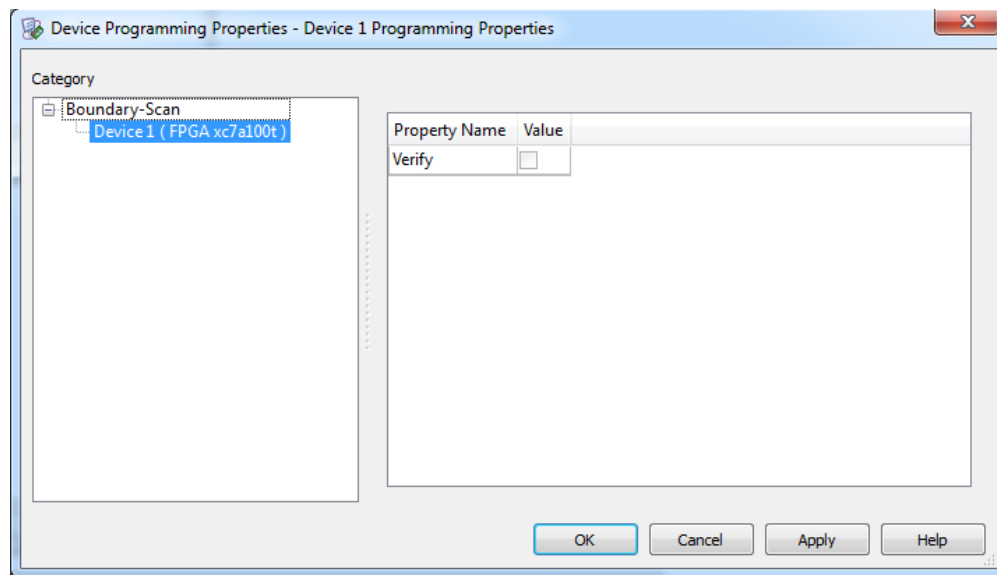 Device Programming Properties - Device 1 Programming Properties
Category
Boundary-Scan
Device 1 ( FPGA xc7a100t )
Property Name Value
Verify
OK Cancel Apply Help